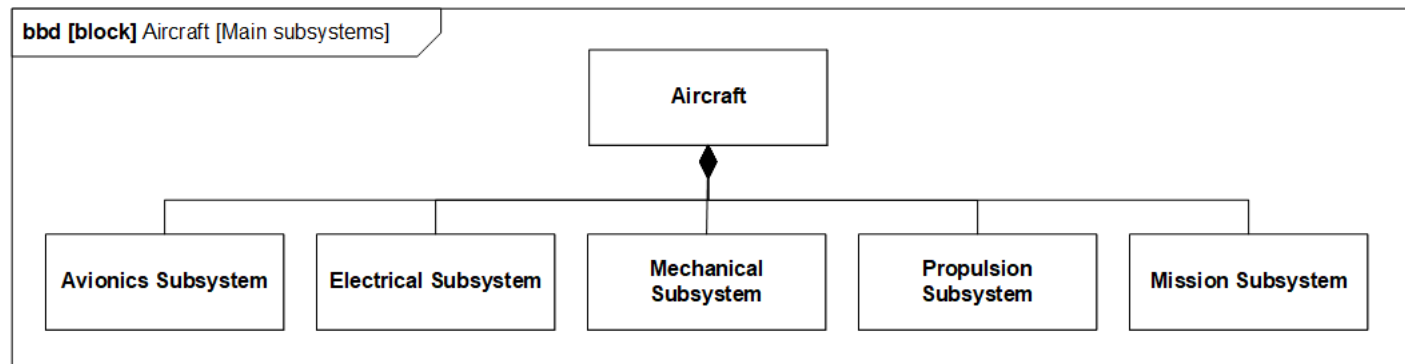 bbd [block] Aircraft [Main subsystems]
Aircraft
Avionics Subsystem
Electrical Subsystem
Mechanical
Subsystem
Propulsion
Subsystem
Mission Subsystem